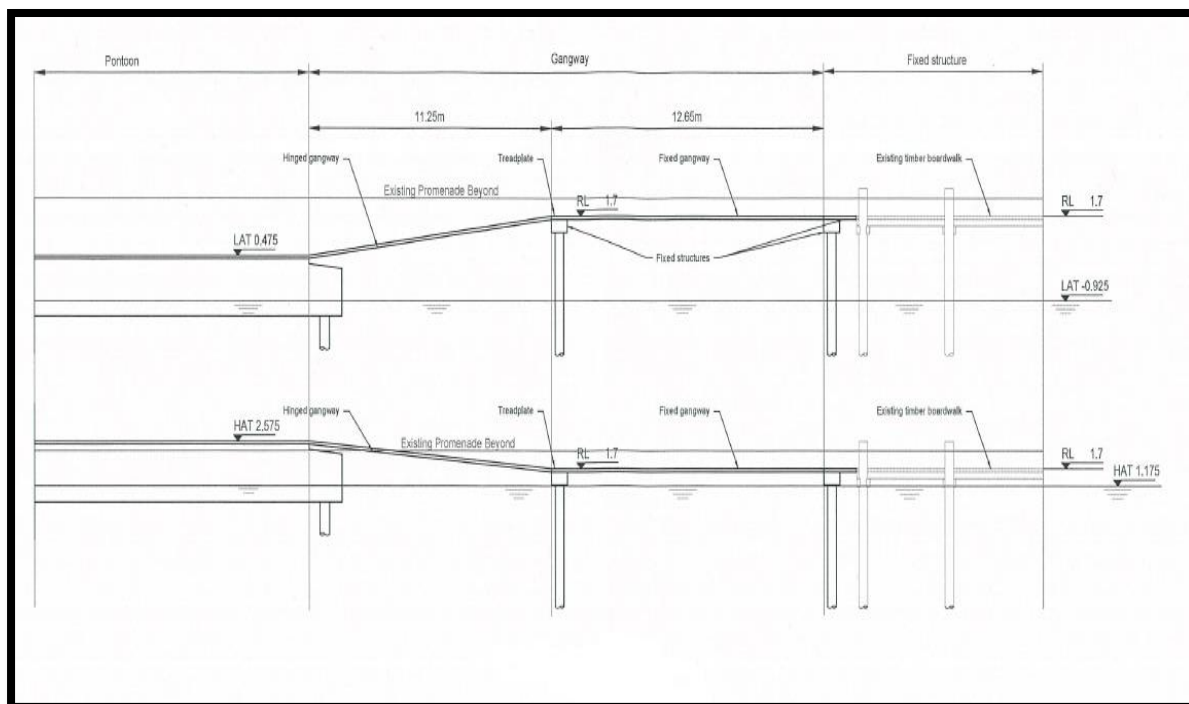 Pontoon
Gangway
Fixed structure
11.25m
12.65m
Hinged gangway
Treadplate
Fixed gangway
Existing timber boardwalk
Existing Promenade Beyond
RL 1.7
RL 1.7
LAT 0.475
Fixed structures
LAT -0.925
Hinged gangway
Treadplate
Fixed gangway
Existing timber boardwalk
HAT 2.575
Existing Promenade Beyond
RL 1.7
RL 1.7
HAT 1.175